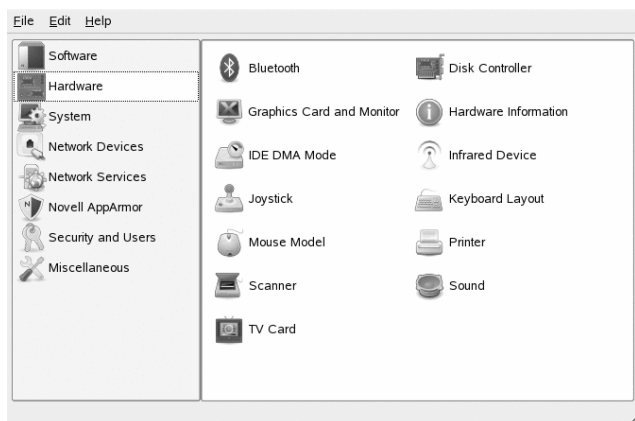 File Edit Help
Software
Hardware
System
Network Devices
Network Services
Novell AppArmor
Security and Users
Miscellaneous
Bluetooth
Disk Controller
Graphics Card and Monitor
Hardware Information
IDE DMA Mode
Infrared Device
Joystick
Keyboard Layout
Mouse Model
Printer
Scanner
Sound
TV Card